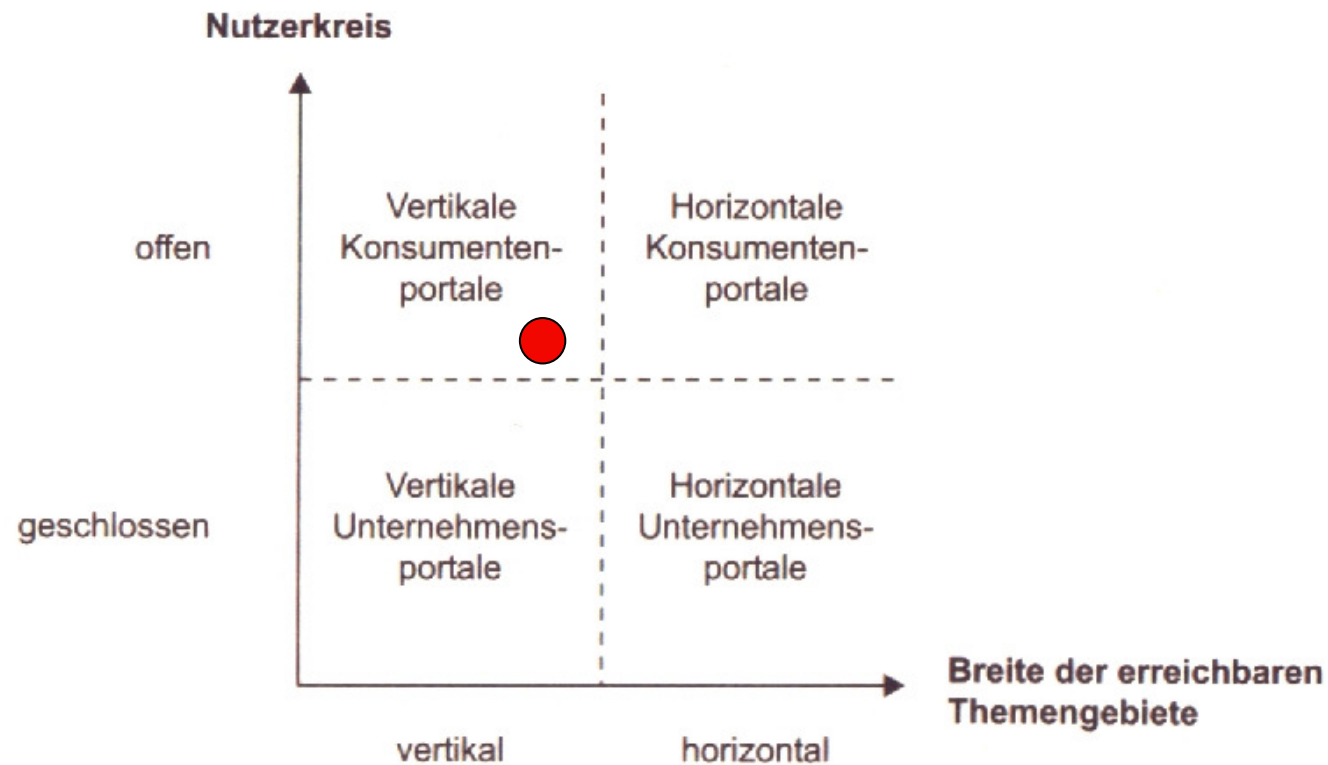 Nutzerkreis
offen
Vertikale
Konsumenten-
portale
Horizontale
Konsumenten-
portale
geschlossen
Vertikale
Unternehmens-
portale
Horizontale
Unternehmens-
portale
Breite der erreichbaren
Themengebiete
vertikal
horizontal